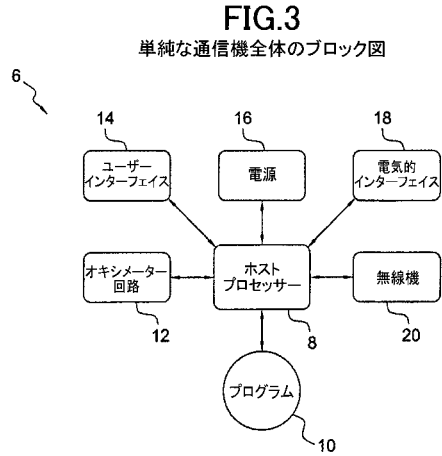 FIG.3
単純な通信機全体のブロック図
6
14
16
18
ユーザー
インターフェイス
電源
電気的
インターフェイス
オキシメーター
回路
ホスト
プロセッサー
無線機
12
8
20
プログラム
10